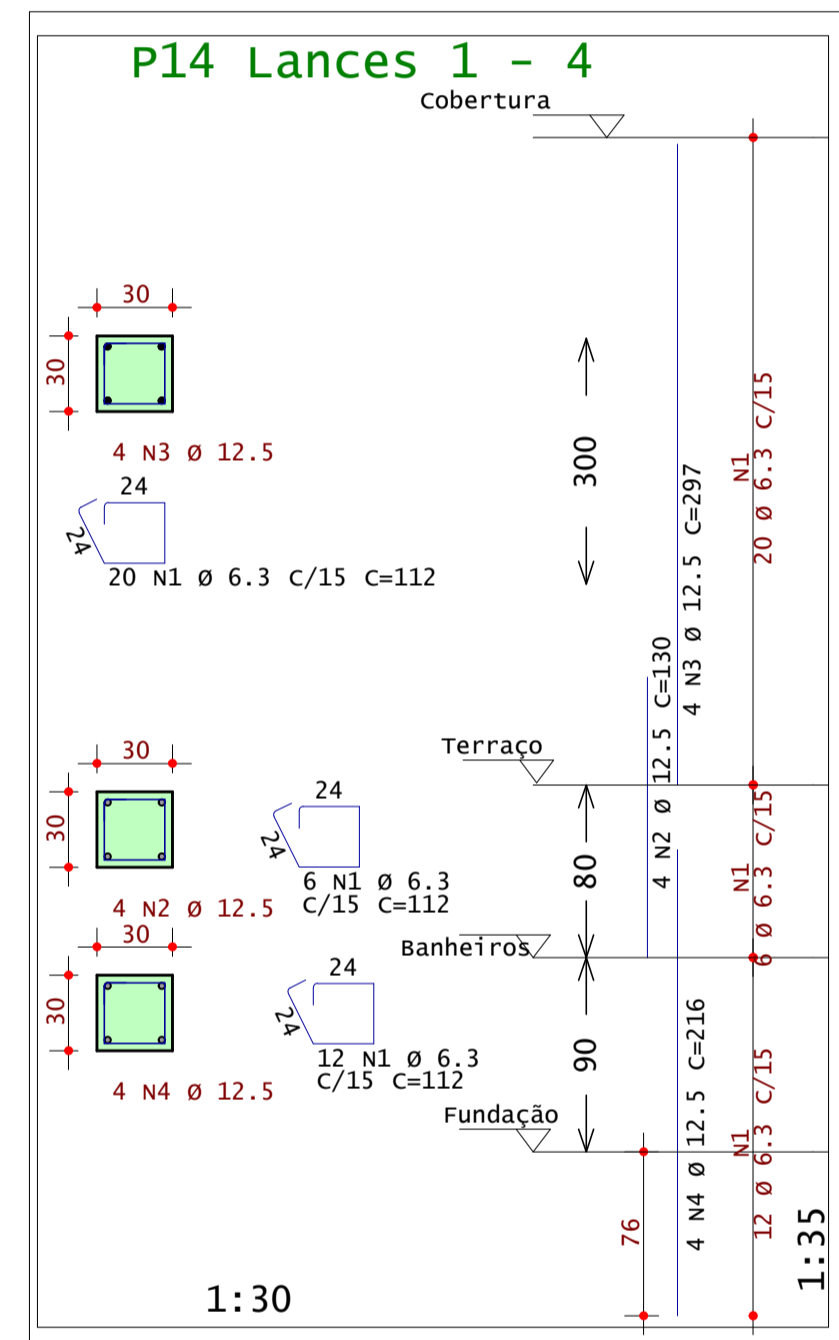 P14 Lances 1 - 4
Cobertura
30
30
4 N3 Ø 12.5
24
24
20 N1 Ø 6.3 C/15 C=112
300
4 N3 Ø 12.5 C=297
N1
20 Ø 6.3 C/15
Terraço
30
30
4 N2 Ø 12.5
24
24
6 N1 Ø 6.3
C/15 C=112
80
4 N2 Ø 12.5 C=130
N1
6 Ø 6.3 C/15
Banheiros
30
30
4 N4 Ø 12.5
24
24
12 N1 Ø 6.3
C/15 C=112
90
Fundação
76
4 N4 Ø 12.5 C=216
N1
12 Ø 6.3 C/15
1:30
1:35